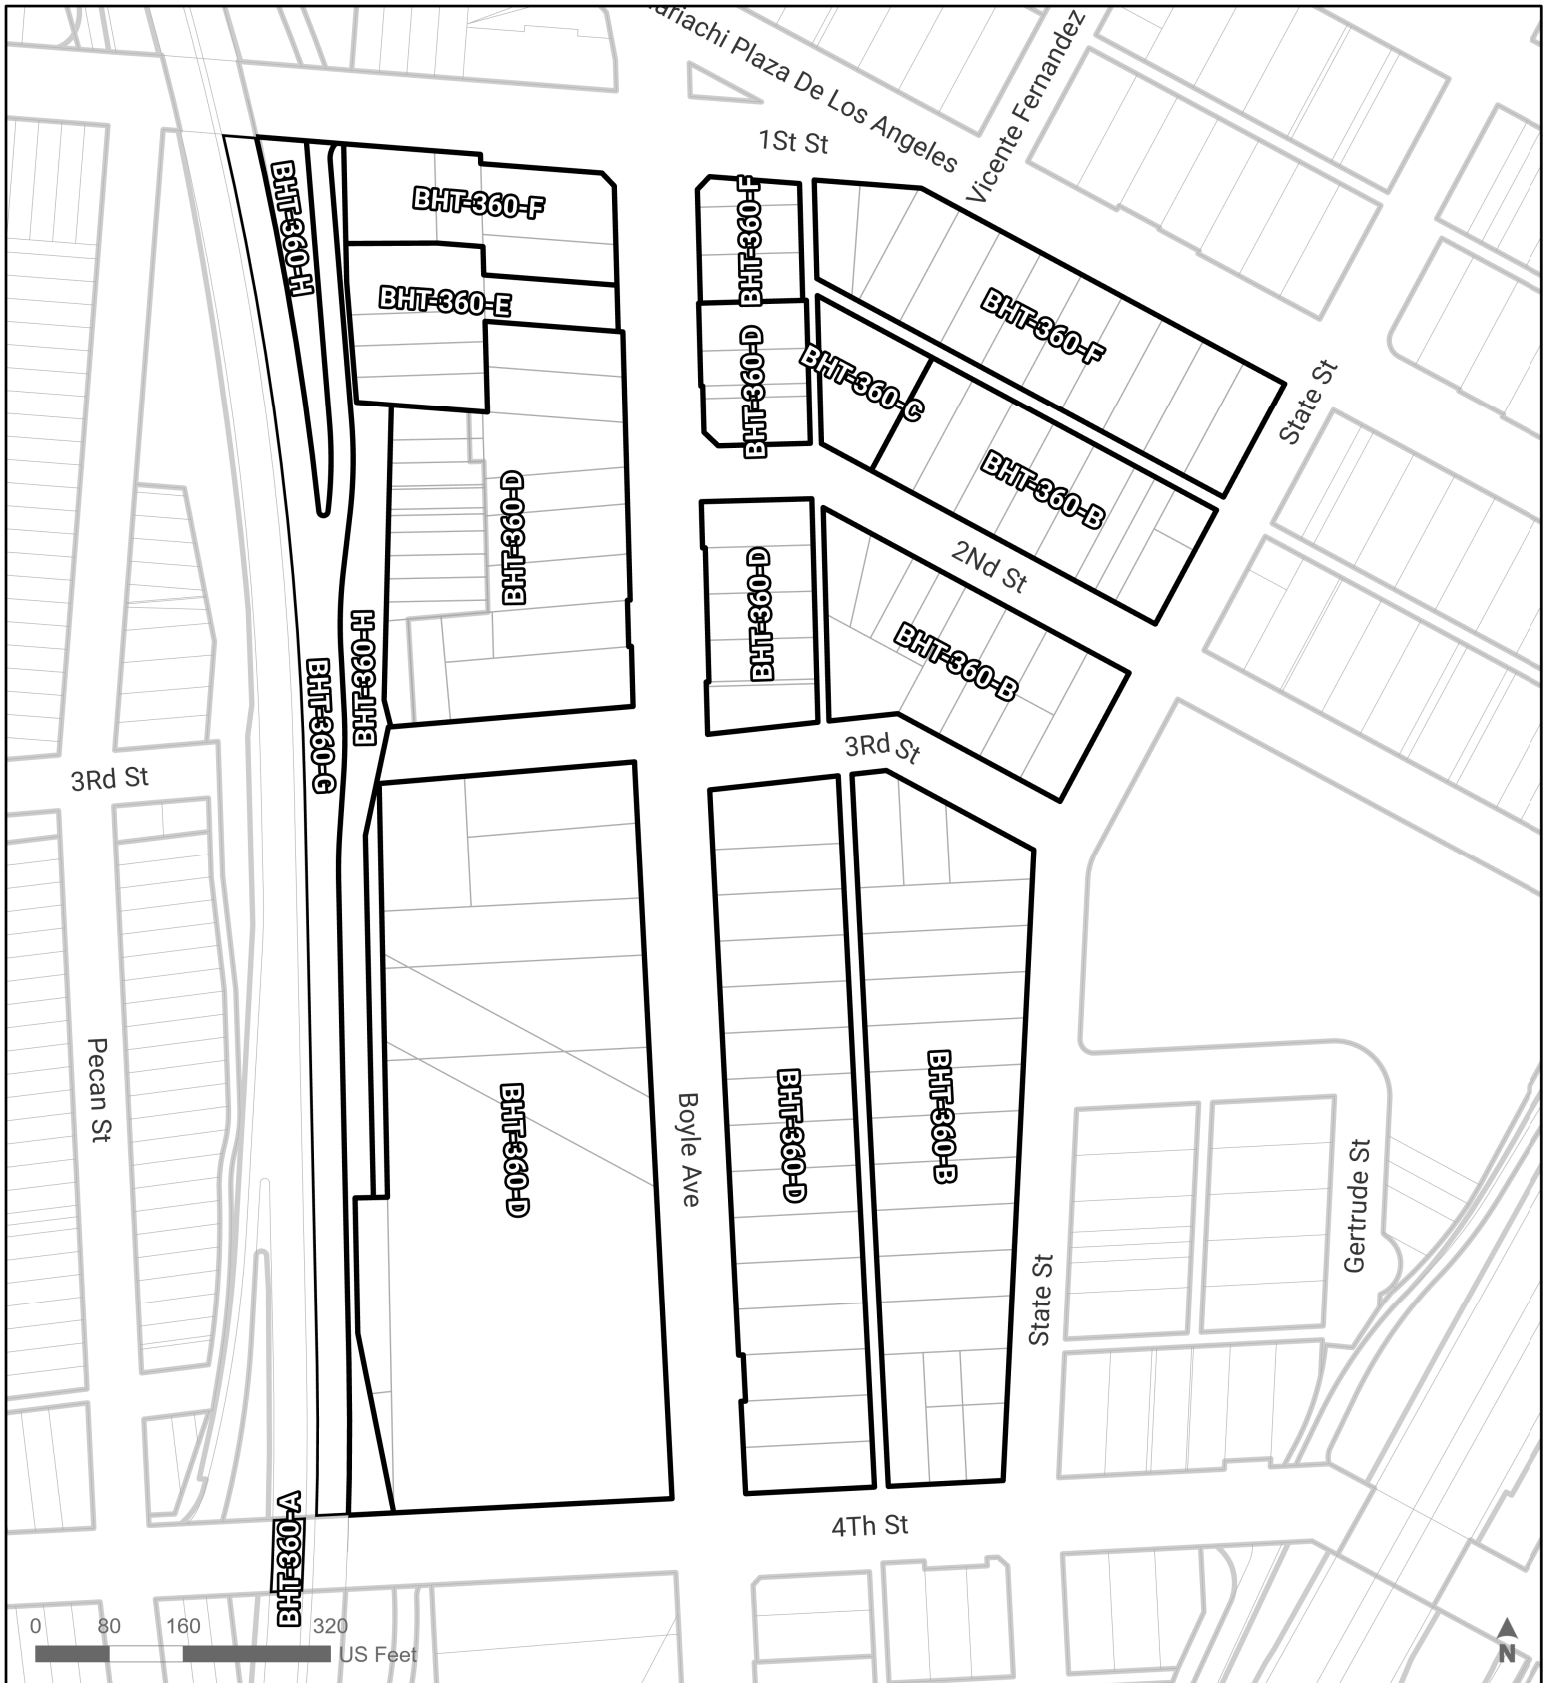 ariachi Plaza De Los Angeles
Vicente Fernandez
1St St
BHT-360-H
BHT-360-F
BHT-360-F
BHT-360-E
BHT-360-F
BHT-360-D
BHT-360-C
State St
BHT-360-B
BHT-360-D
2Nd St
BHT-360-D
BHT-360-B
BHT-360-H
BHT-360-G
3Rd St
3Rd St
Pecan St
BHT-360-D
Boyle Ave
BHT-360-D
BHT-360-B
Gertrude St
State St
4Th St
BHT-360-A
0 80 160 320
US Feet
N